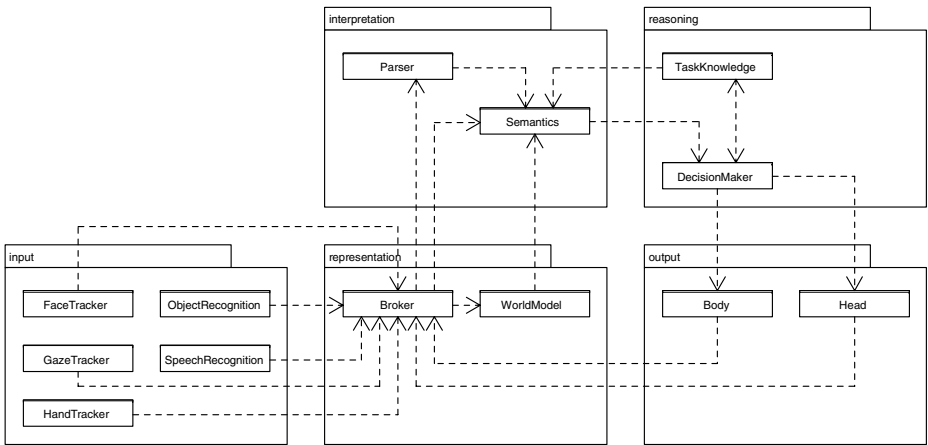 interpretation
reasoning
Parser
TaskKnowledge
Semantics
DecisionMaker
input
representation
output
FaceTracker
ObjectRecognition
Broker
WorldModel
Body
Head
GazeTracker
SpeechRecognition
HandTracker